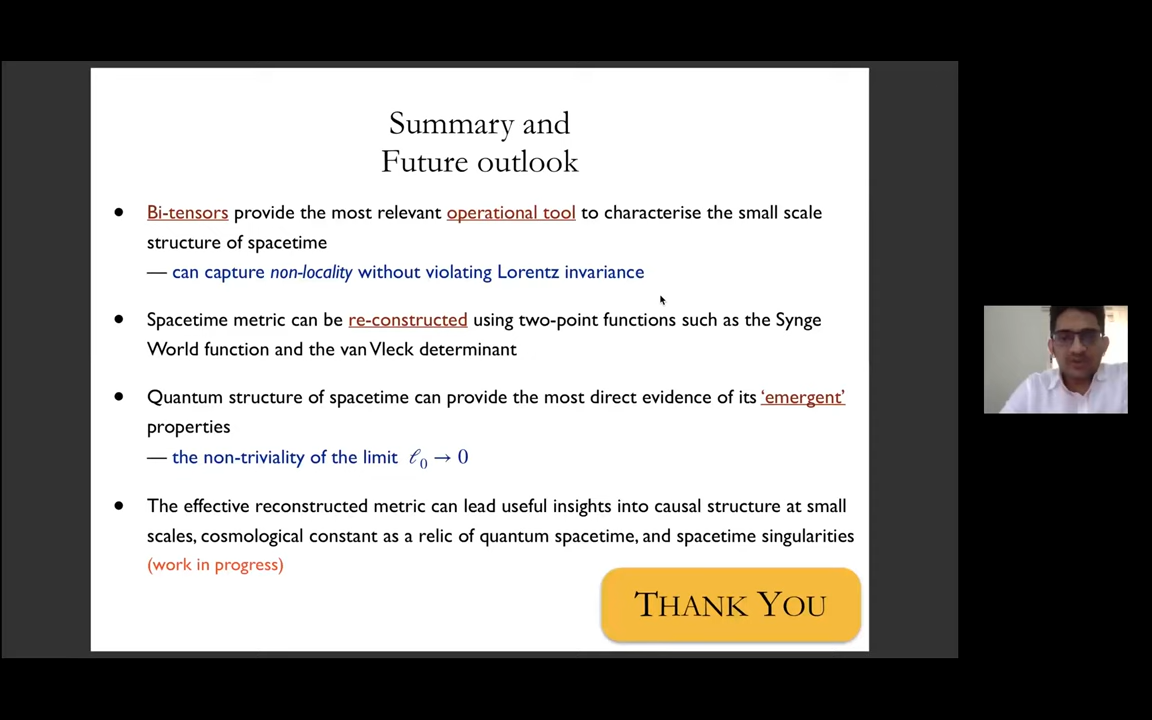 Summary and
Future outlook
● Bi-tensors provide the most relevant operational tool to characterise the small scale
structure of spacetime
— can capture non-locality without violating Lorentz invariance
● Spacetime metric can be re-constructed using two-point functions such as the Synge
World function and the van Vleck determinant
● Quantum structure of spacetime can provide the most direct evidence of its ‘emergent’
properties
— the non-triviality of the limit ℓ₀ → 0
● The effective reconstructed metric can lead useful insights into causal structure at small
scales, cosmological constant as a relic of quantum spacetime, and spacetime singularities
(work in progress)
THANK YOU